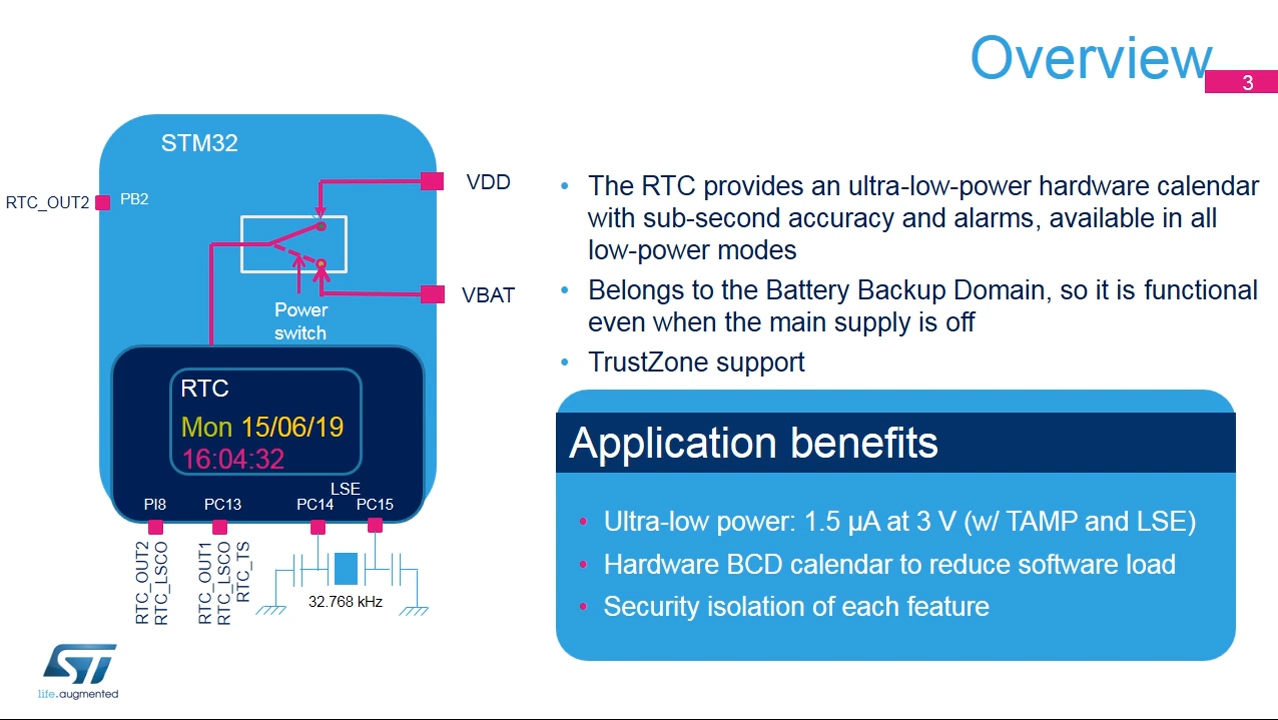 Overview
3
STM32
RTC_OUT2
PB2
VDD
VBAT
Power
switch
RTC
Mon 15/06/19
16:04:32
LSE
PI8
PC13
PC14
PC15
RTC_OUT2
RTC_LSCO
RTC_OUT1
RTC_LSCO
RTC_TS
32.768 kHz
• The RTC provides an ultra-low-power hardware calendar
with sub-second accuracy and alarms, available in all
low-power modes
• Belongs to the Battery Backup Domain, so it is functional
even when the main supply is off
• TrustZone support
Application benefits
• Ultra-low power: 1.5 µA at 3 V (w/ TAMP and LSE)
• Hardware BCD calendar to reduce software load
• Security isolation of each feature
ST
life.augmented